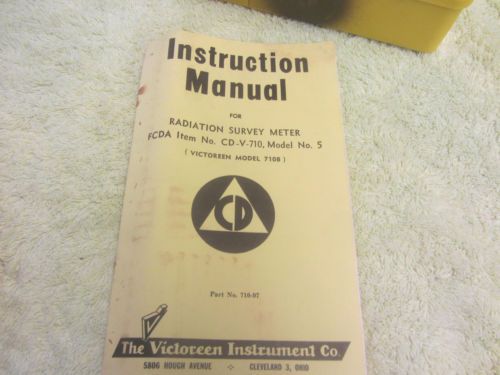 Instruction
Manual
FOR
RADIATION SURVEY METER
FCDA Item No. CD-V-710, Model No. 5
( VICTOREEN MODEL 710B )
CD
Part No. 710-97
The Victoreen Instrument Co.
5806 HOUGH AVENUE ÷ CLEVELAND 3, OHIO